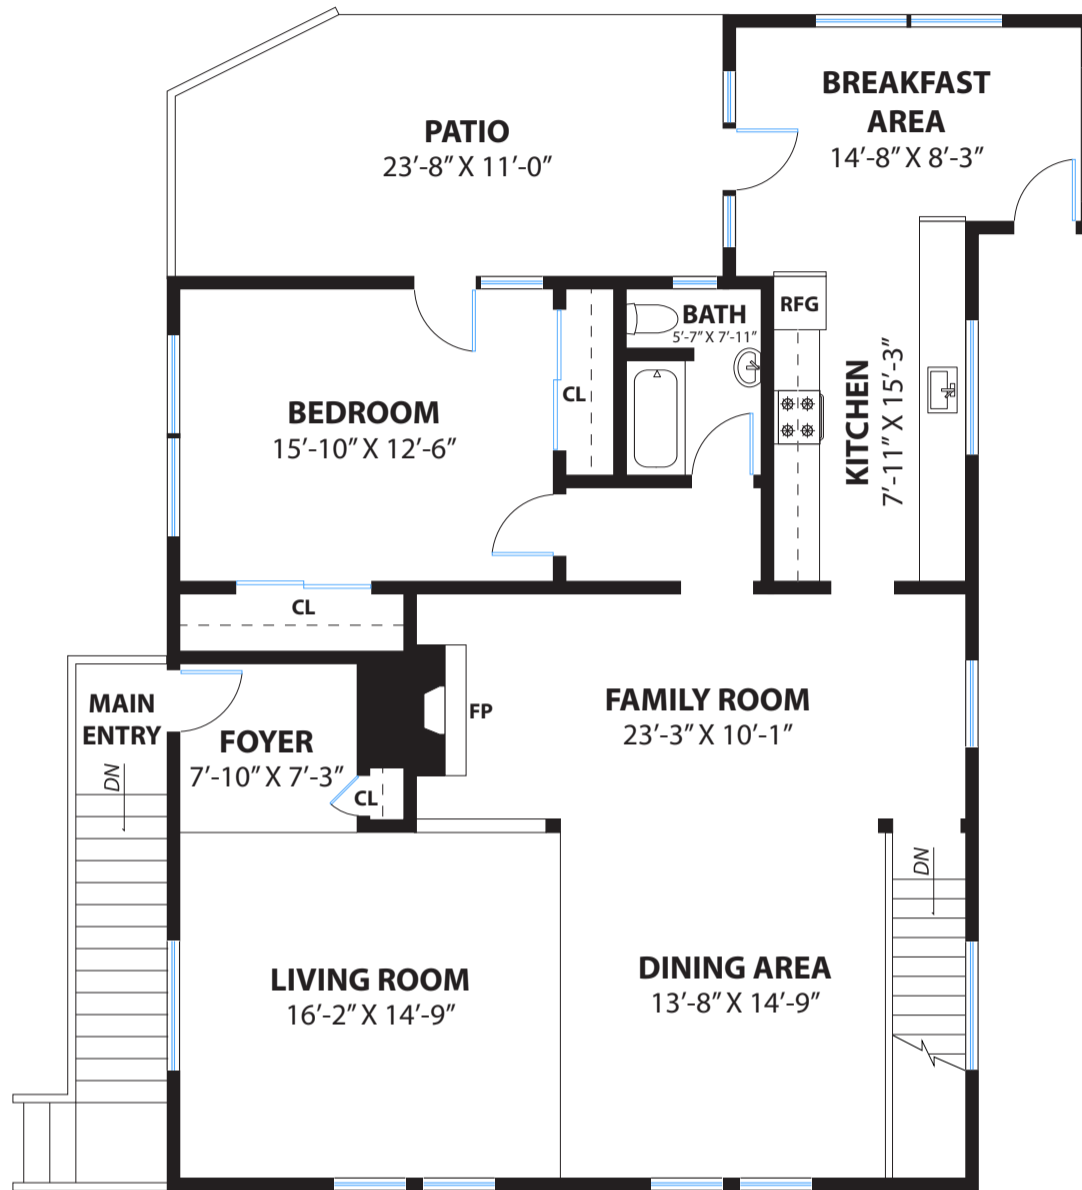 BREAKFAST
AREA
14′-8″ X 8′-3″
PATIO
23′-8″ X 11′-0″
RFG
BATH
5′-7″ X 7′-11″
KITCHEN
7′-11″ X 15′-3″
CL
BEDROOM
15′-10″ X 12′-6″
CL
MAIN
ENTRY
DN
FOYER
7′-10″ X 7′-3″
CL
FP
FAMILY ROOM
23′-3″ X 10′-1″
DN
LIVING ROOM
16′-2″ X 14′-9″
DINING AREA
13′-8″ X 14′-9″